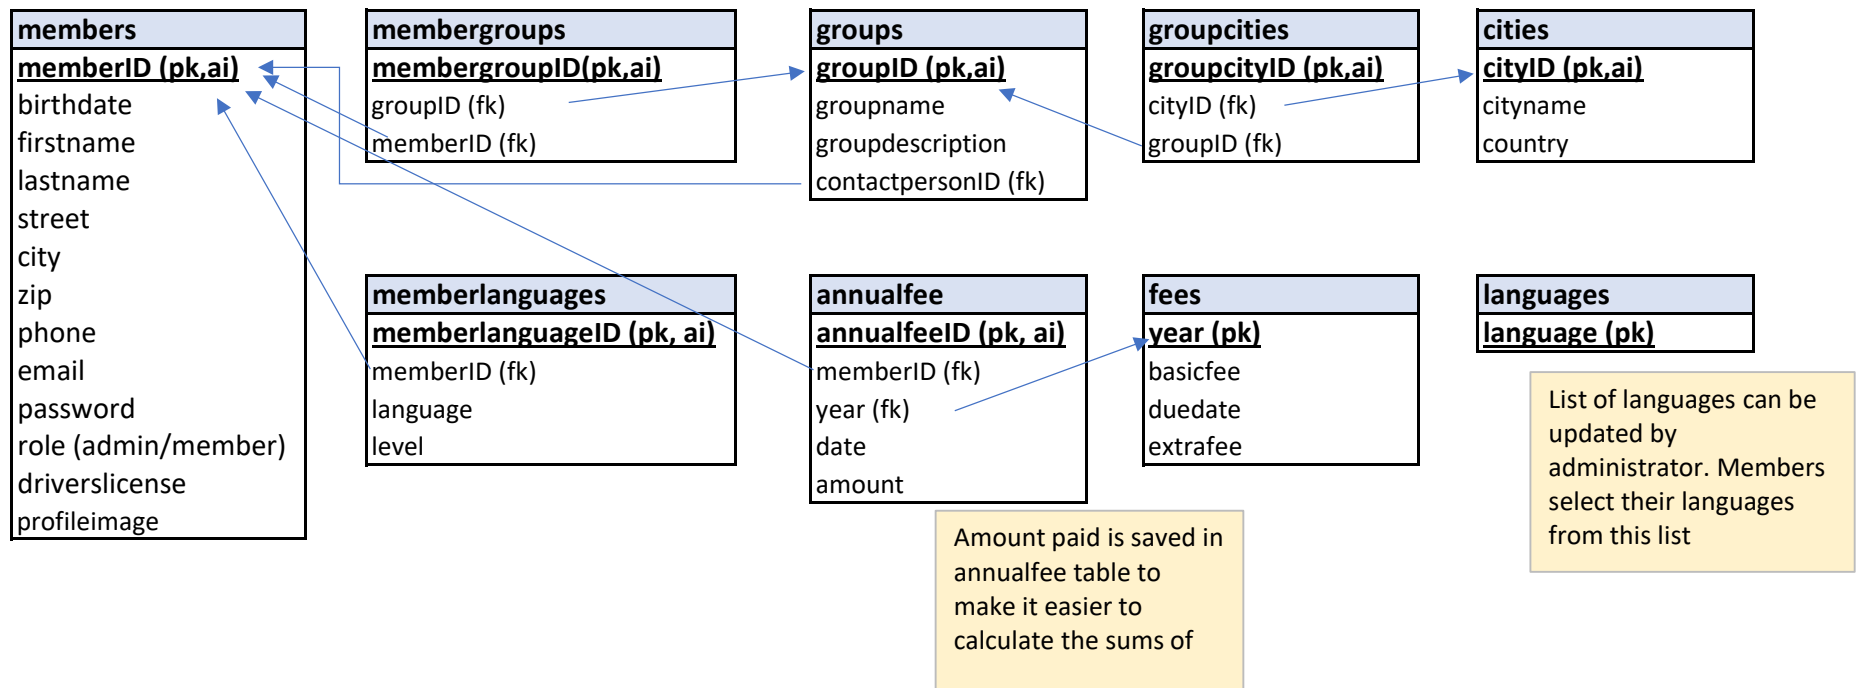 members
memberID (pk,ai)
birthdate
firstname
lastname
street
city
zip
phone
email
password
role (admin/member)
driverslicense
profileimage
membergroups
membergroupID(pk,ai)
groupID (fk)
memberID (fk)
groups
groupID (pk,ai)
groupname
groupdescription
contactpersonID (fk)
groupcities
groupcityID (pk,ai)
cityID (fk)
groupID (fk)
cities
cityID (pk,ai)
cityname
country
memberlanguages
memberlanguageID (pk, ai)
memberID (fk)
language
level
annualfee
annualfeeID (pk, ai)
memberID (fk)
year (fk)
date
amount
fees
year (pk)
basicfee
duedate
extrafee
languages
language (pk)
List of languages can be
updated by
administrator. Members
select their languages
from this list
Amount paid is saved in
annualfee table to
make it easier to
calculate the sums of